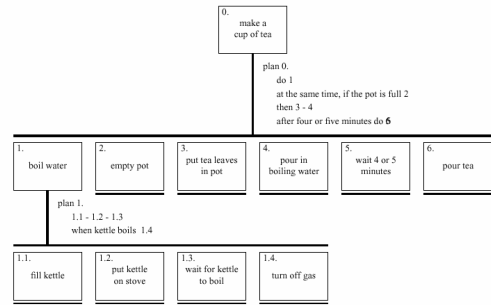 0.
make a
cup of tea
plan 0.
do 1
at the same time, if the pot is full 2
then 3 - 4
after four or five minutes do 6
1.
boil water
2.
empty pot
3.
put tea leaves
in pot
4.
pour in
boiling water
5.
wait 4 or 5
minutes
6.
pour tea
plan 1.
1.1 - 1.2 - 1.3
when kettle boils 1.4
1.1.
fill kettle
1.2.
put kettle
on stove
1.3.
wait for kettle
to boil
1.4.
turn off gas